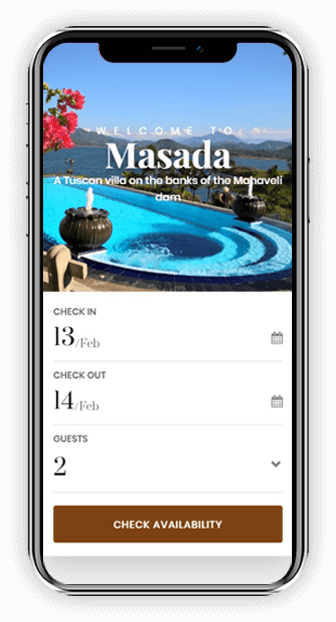 WELCOME TO
Masada
A Tuscan villa on the banks of the Mahaveli
dam
CHECK IN
13/Feb
CHECK OUT
14/Feb
GUESTS
2
CHECK AVAILABILITY